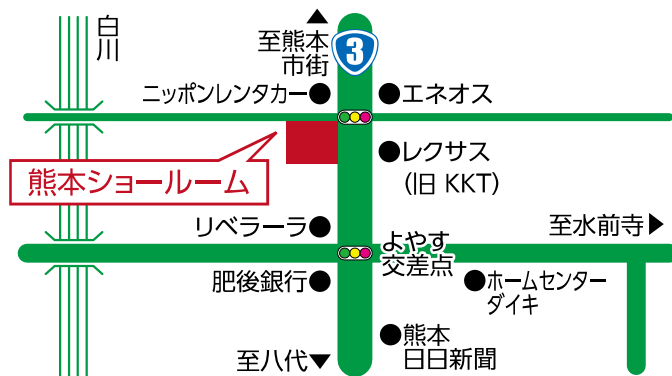 白川
至熊本
市街
3
ニッポンレンタカー
エネオス
レクサス
(旧 KKT)
熊本ショールーム
リベラーラ
至水前寺
よやす
交差点
肥後銀行
ホームセンター
ダイキ
熊本
日日新聞
至八代